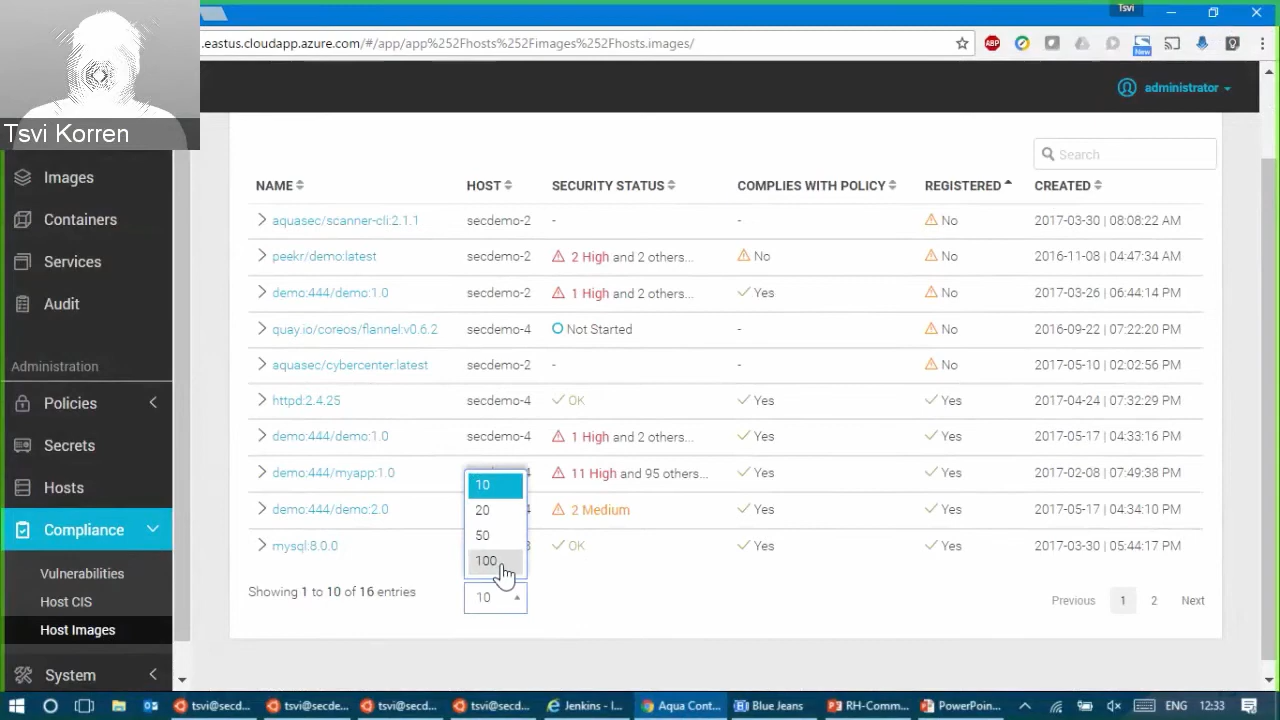 Tsvi
.eastus.cloudapp.azure.com/#/app/app%252Fhosts%252Fimages%252Fhosts.images/
ABP
New
administrator
Tsvi Korren
Search
NAME HOST SECURITY STATUS COMPLIES WITH POLICY REGISTERED CREATED
aquasec/scanner-cli:2.1.1 secdemo-2 - - No 2017-03-30 | 08:08:22 AM
peekr/demo:latest secdemo-2 2 High and 2 others... No No 2016-11-08 | 04:47:34 AM
demo:444/demo:1.0 secdemo-2 1 High and 2 others... Yes No 2017-03-26 | 06:44:14 PM
quay.io/coreos/flannel:v0.6.2 secdemo-4 Not Started - No 2016-09-22 | 07:22:20 PM
aquasec/cybercenter:latest secdemo-2 - - No 2017-05-10 | 02:02:56 PM
httpd:2.4.25 secdemo-4 OK Yes Yes 2017-04-24 | 07:32:29 PM
demo:444/demo:1.0 secdemo-4 1 High and 2 others... Yes Yes 2017-05-17 | 04:33:16 PM
demo:444/myapp:1.0 4 11 High and 95 others... Yes Yes 2017-02-08 | 07:49:38 PM
demo:444/demo:2.0 4 2 Medium Yes Yes 2017-05-17 | 04:34:10 PM
mysql:8.0.0 3 OK Yes Yes 2017-03-30 | 05:44:17 PM
10
20
50
100
Showing 1 to 10 of 16 entries 10 Previous 1 2 Next
Images
Containers
Services
Audit
Administration
Policies
Secrets
Hosts
Compliance
Vulnerabilities
Host CIS
Host Images
System
tsvi@secd... tsvi@secde... tsvi@secd... tsvi@secd... Jenkins - I... Aqua Cont... Blue Jeans RH-Comm... PowerPoin... ENG 12:33